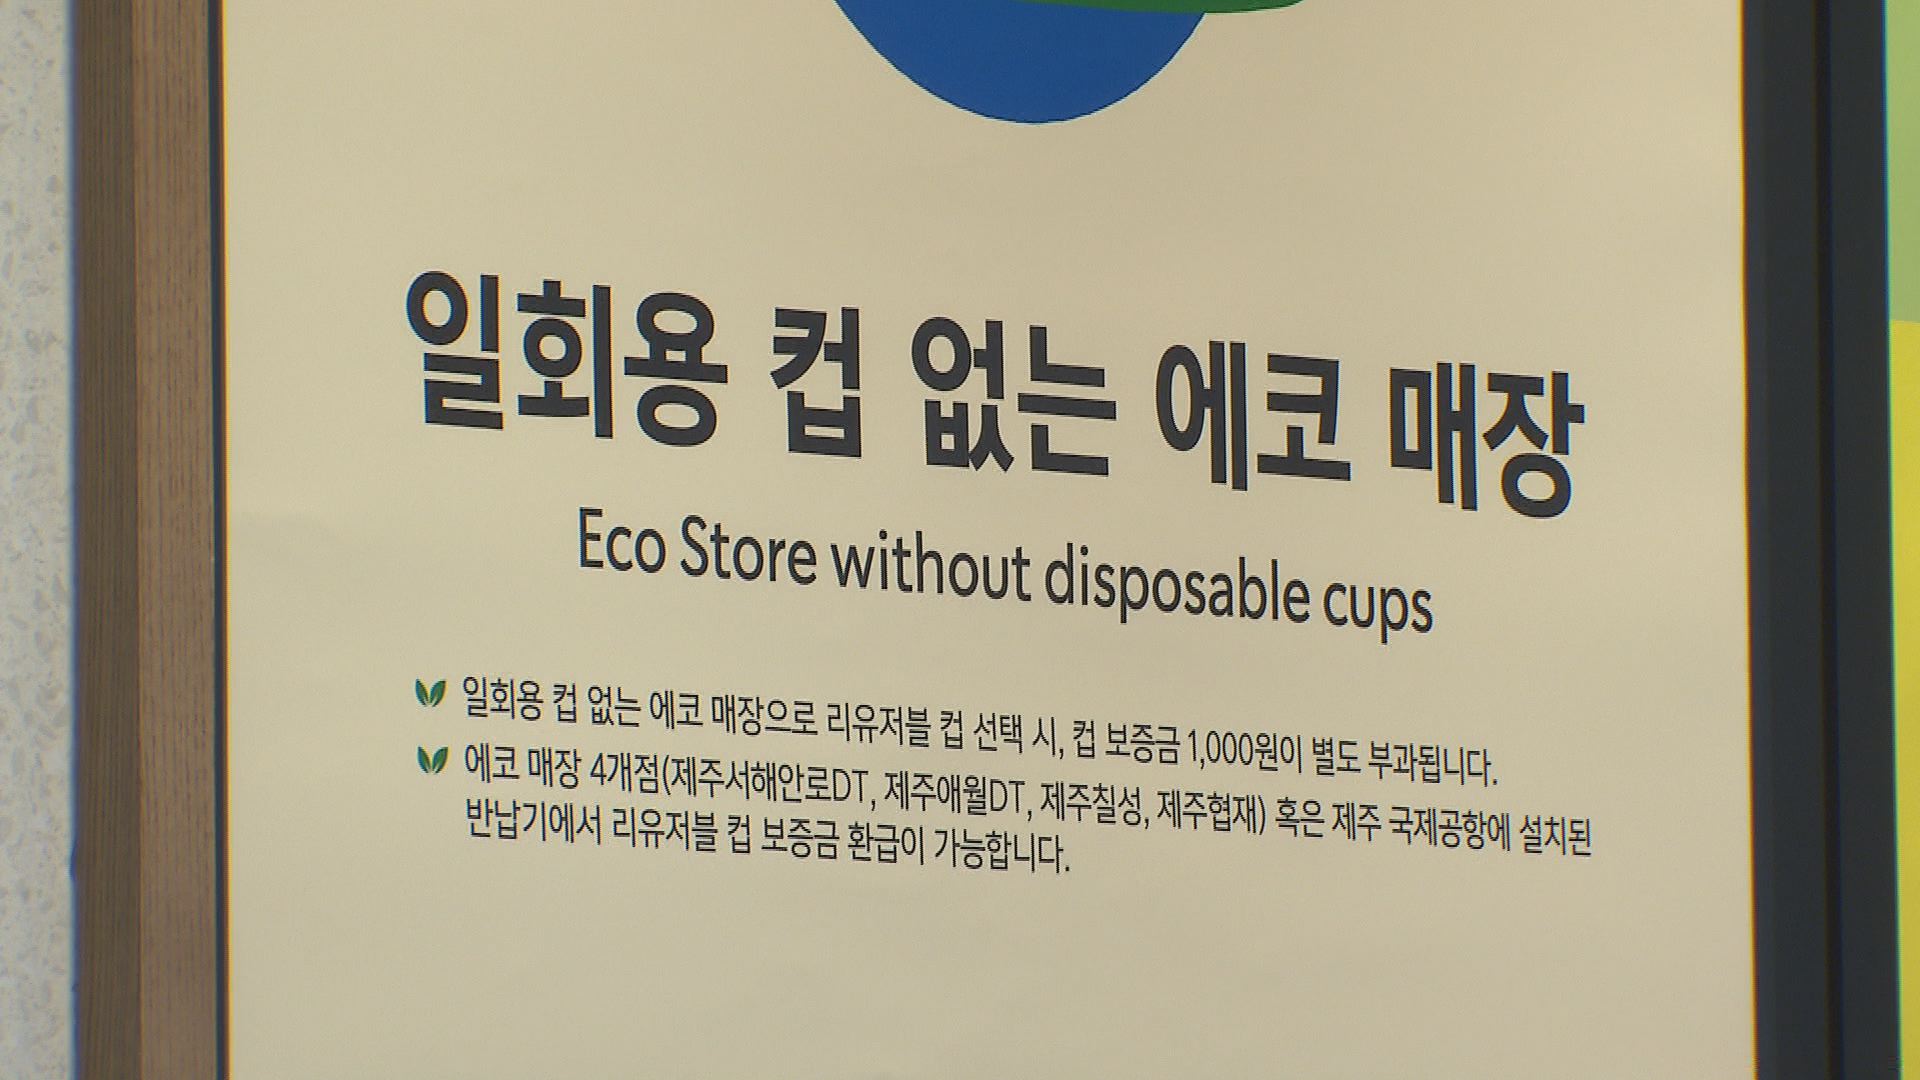 일회용 컵 없는 에코 매장
Eco Store without disposable cups
일회용 컵 없는 에코 매장으로 리유저블 컵 선택 시, 컵 보증금 1,000원이 별도 부과됩니다.
에코 매장 4개점(제주서해안로DT, 제주애월DT, 제주칠성, 제주협재) 혹은 제주 국제공항에 설치된
반납기에서 리유저블 컵 보증금 환급이 가능합니다.